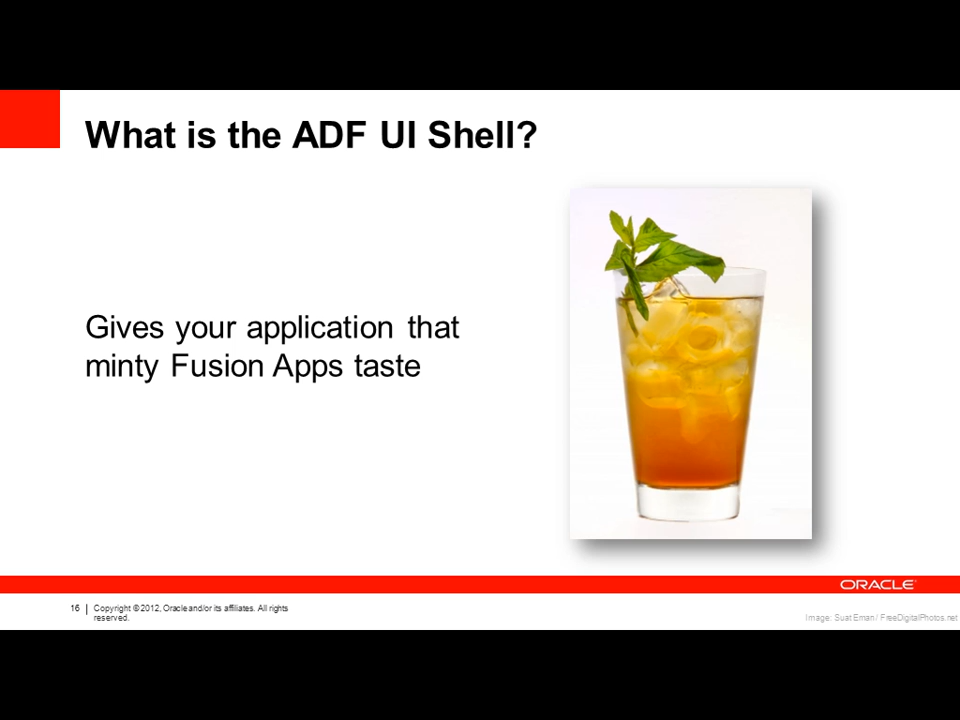 What is the ADF UI Shell?
Gives your application that
minty Fusion Apps taste
ORACLE
16
Copyright © 2012, Oracle and/or its affiliates. All rights
reserved.
Image: Suat Eman / FreeDigitalPhotos.net